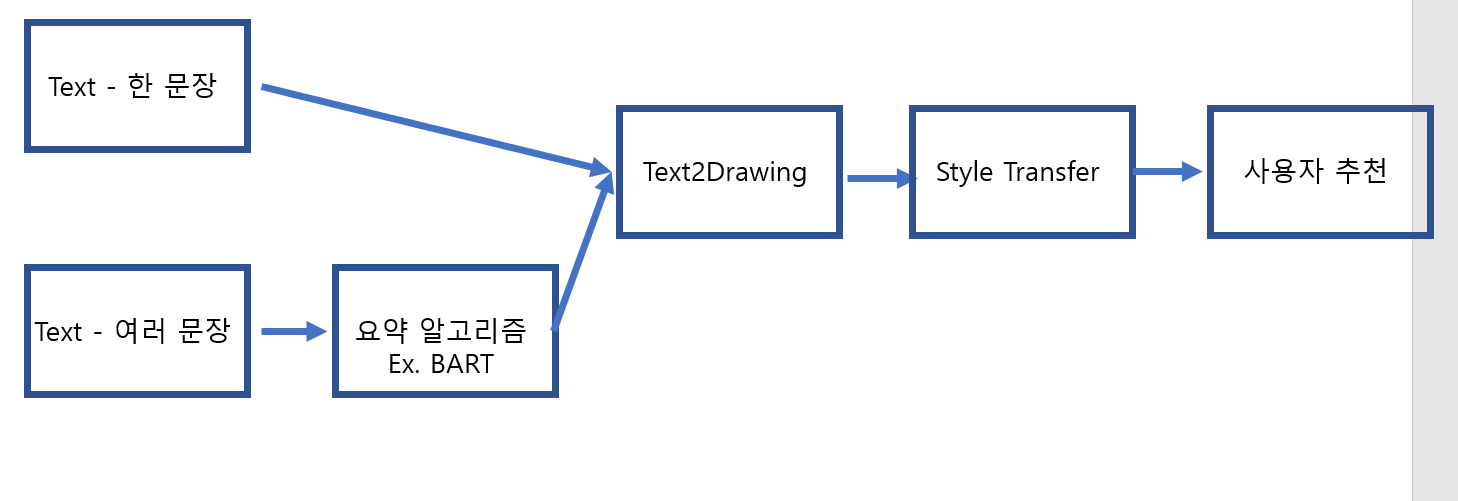 Text - 한 문장
Text2Drawing
Style Transfer
사용자 추천
Text - 여러 문장
요약 알고리즘
Ex. BART